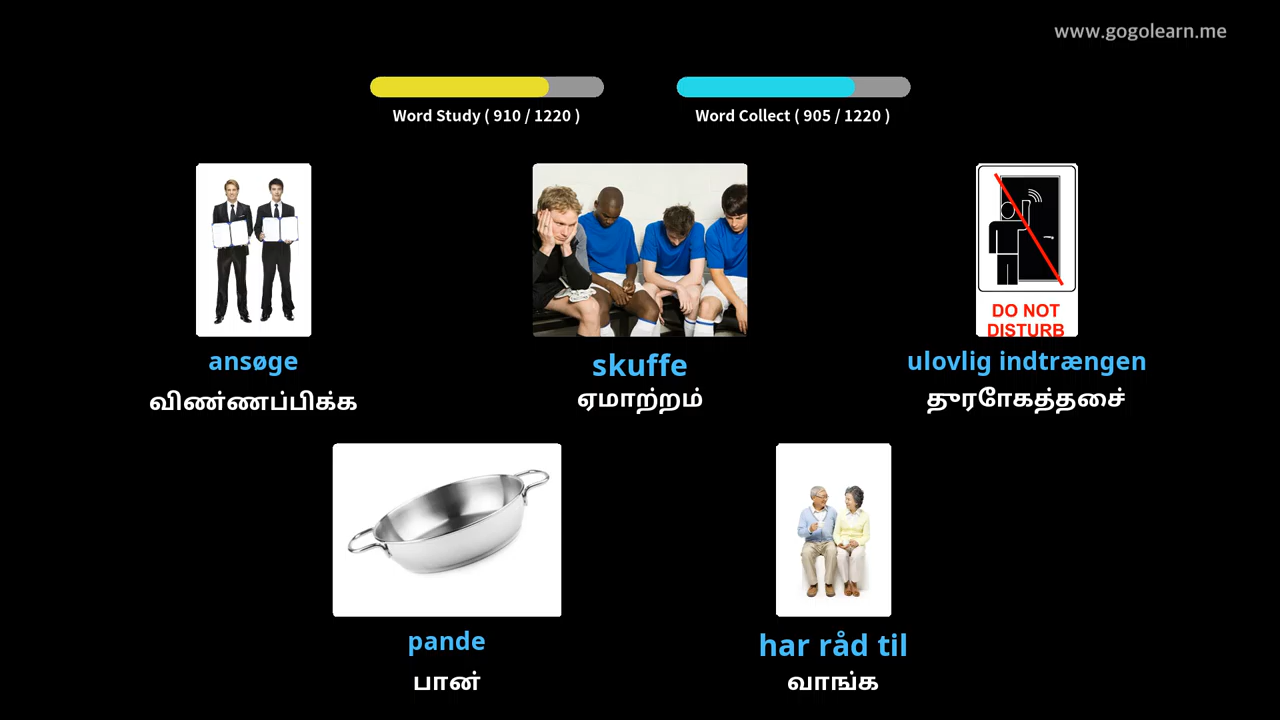 www.gogolearn.me
Word Study ( 910 / 1220 )
Word Collect ( 905 / 1220 )
DO NOT
DISTURB
ansøge
skuffe
ulovlig indtrængen
விண்ணப்பிக்க
ஏமாற்றம்
துரோகத்தைச்
pande
har råd til
பான்
வாங்க